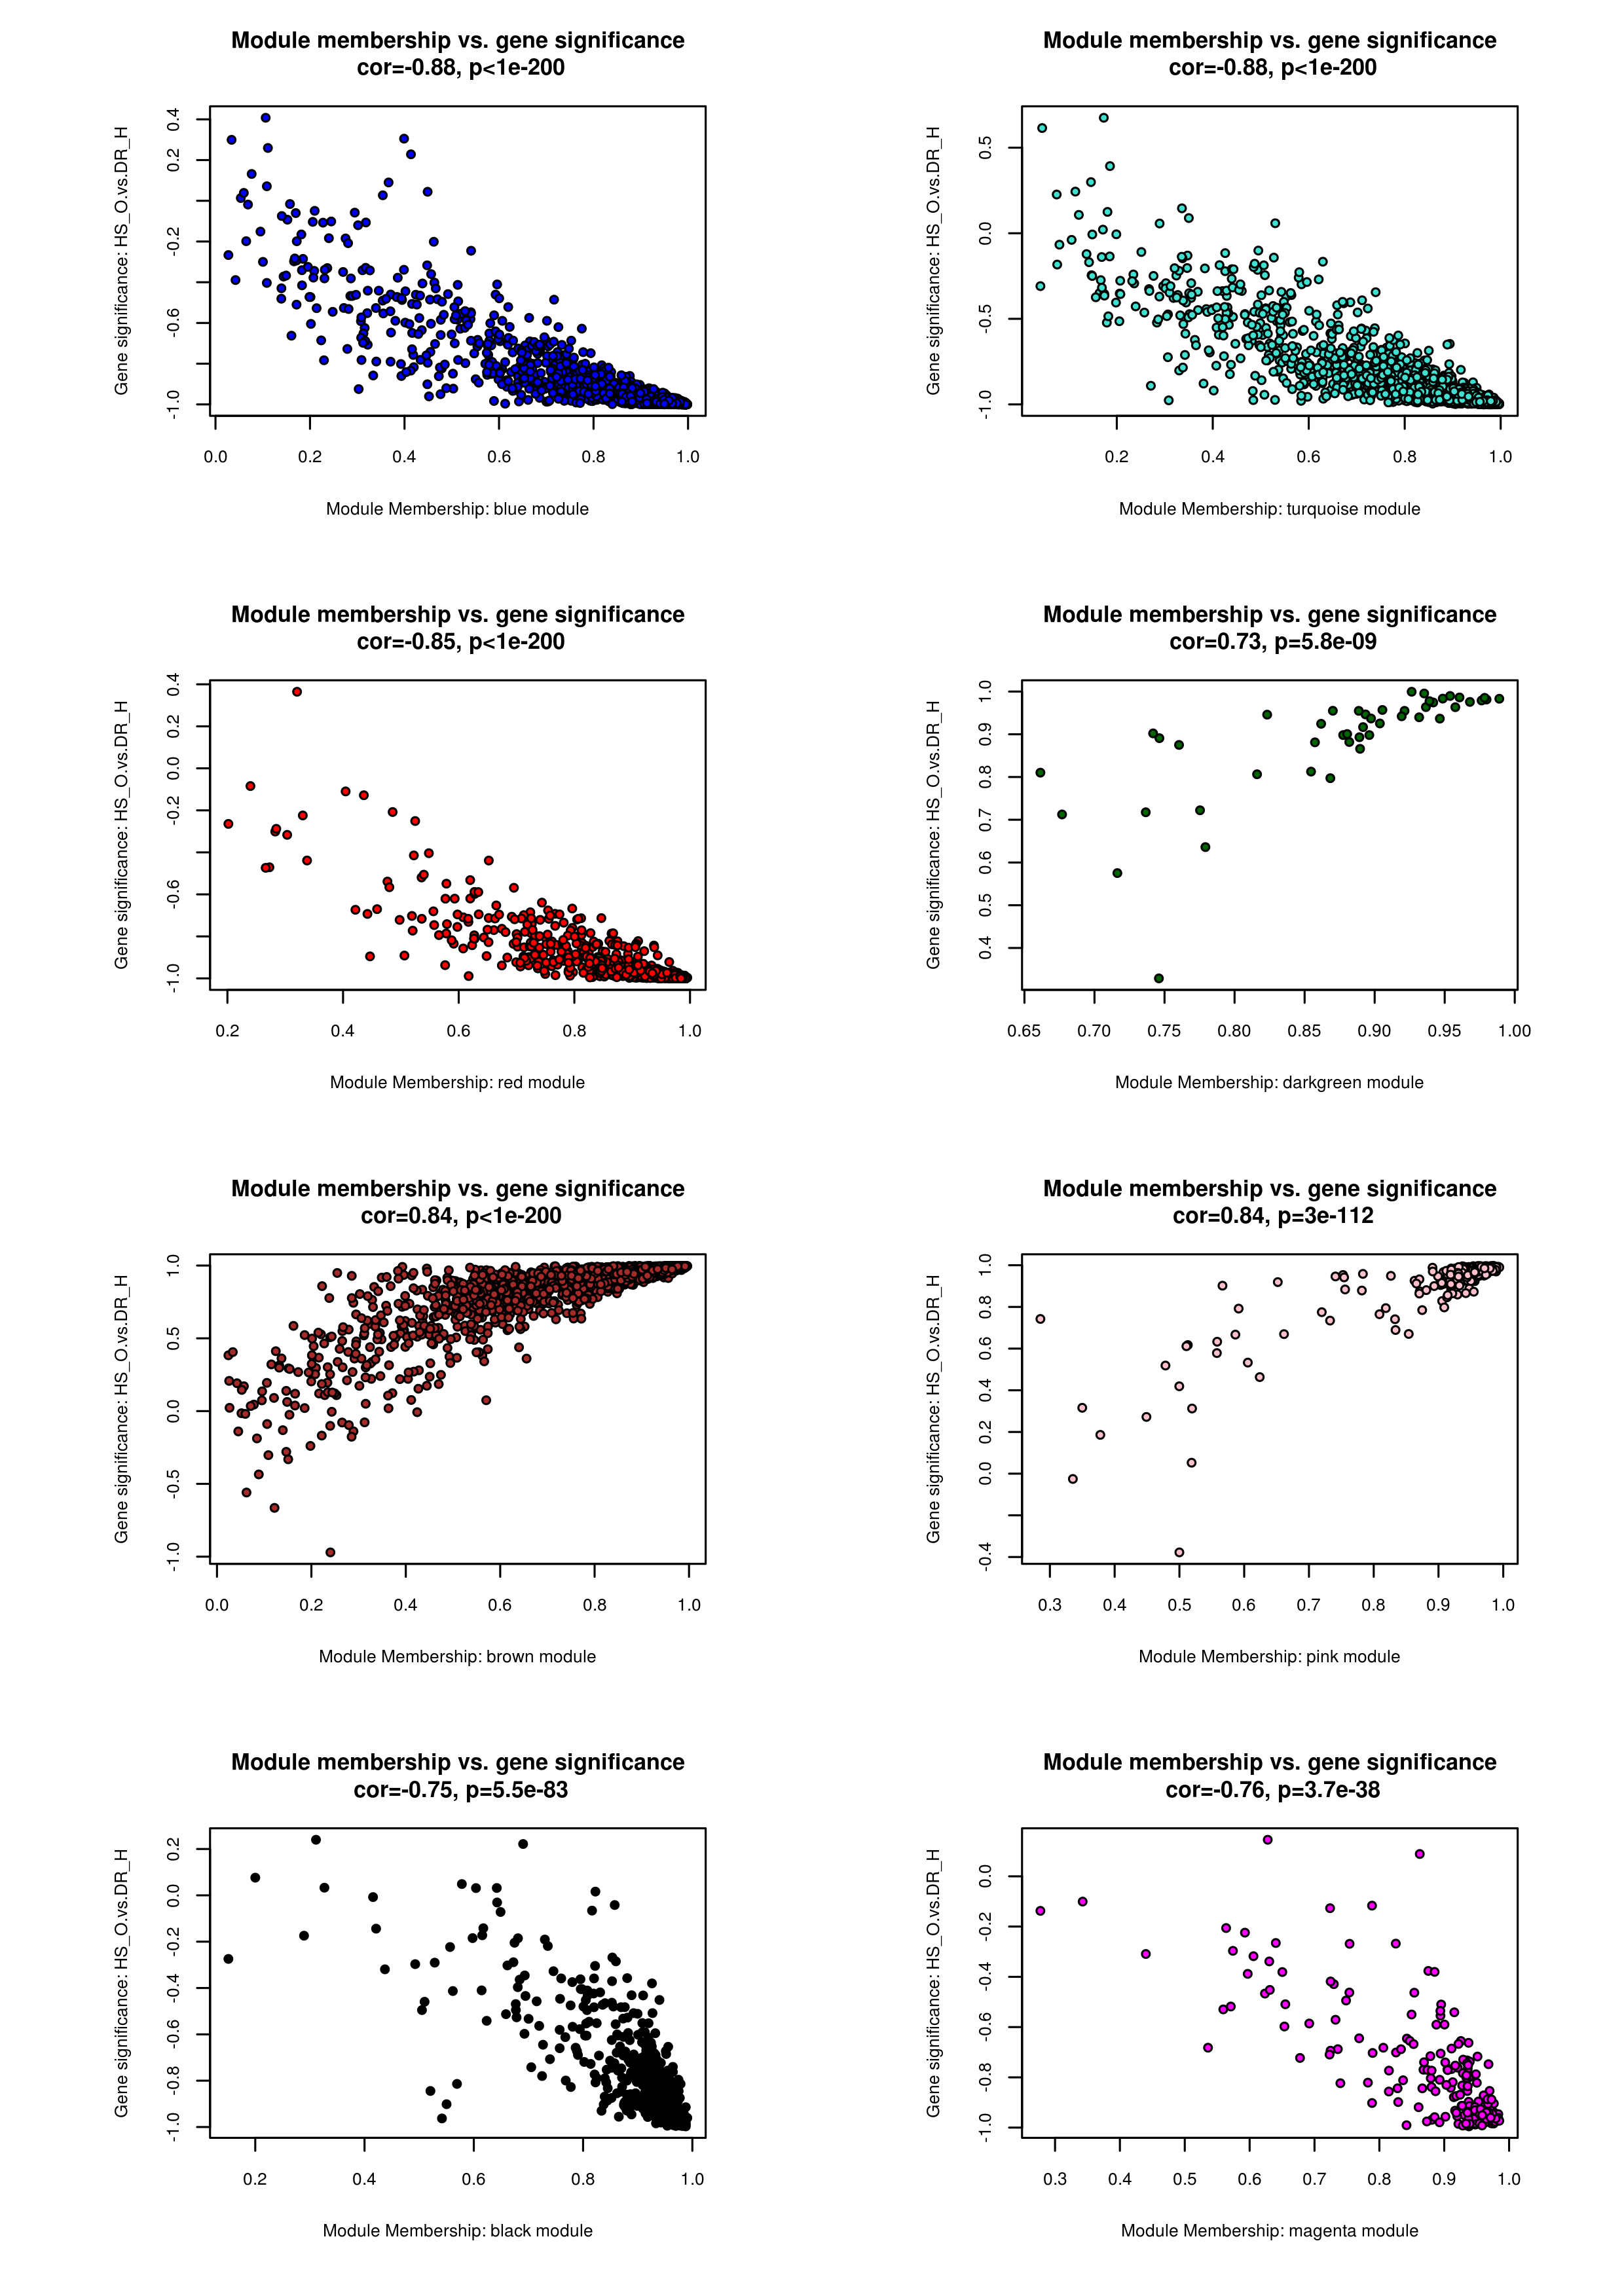 Module membership vs. gene significance
cor=-0.88, p<1e-200
Gene significance: HS_O.vs.DR_H
0.4
0.2
-0.2
-0.6
-1.0
0.0 0.2 0.4 0.6 0.8 1.0
Module Membership: blue module
Module membership vs. gene significance
cor=-0.88, p<1e-200
Gene significance: HS_O.vs.DR_H
0.5
0.0
-0.5
-1.0
0.2 0.4 0.6 0.8 1.0
Module Membership: turquoise module
Module membership vs. gene significance
cor=-0.85, p<1e-200
Gene significance: HS_O.vs.DR_H
0.4
0.2
0.0
-0.2
-0.6
-1.0
0.2 0.4 0.6 0.8 1.0
Module Membership: red module
Module membership vs. gene significance
cor=0.73, p=5.8e-09
Gene significance: HS_O.vs.DR_H
1.0
0.9
0.8
0.7
0.6
0.5
0.4
0.65 0.70 0.75 0.80 0.85 0.90 0.95 1.00
Module Membership: darkgreen module
Module membership vs. gene significance
cor=0.84, p<1e-200
Gene significance: HS_O.vs.DR_H
1.0
0.5
0.0
-0.5
-1.0
0.0 0.2 0.4 0.6 0.8 1.0
Module Membership: brown module
Module membership vs. gene significance
cor=0.84, p=3e-112
Gene significance: HS_O.vs.DR_H
1.0
0.8
0.6
0.4
0.2
0.0
-0.4
0.3 0.4 0.5 0.6 0.7 0.8 0.9 1.0
Module Membership: pink module
Module membership vs. gene significance
cor=-0.75, p=5.5e-83
Gene significance: HS_O.vs.DR_H
0.2
0.0
-0.2
-0.4
-0.6
-0.8
-1.0
0.2 0.4 0.6 0.8 1.0
Module Membership: black module
Module membership vs. gene significance
cor=-0.76, p=3.7e-38
Gene significance: HS_O.vs.DR_H
0.0
-0.2
-0.4
-0.6
-0.8
-1.0
0.3 0.4 0.5 0.6 0.7 0.8 0.9 1.0
Module Membership: magenta module